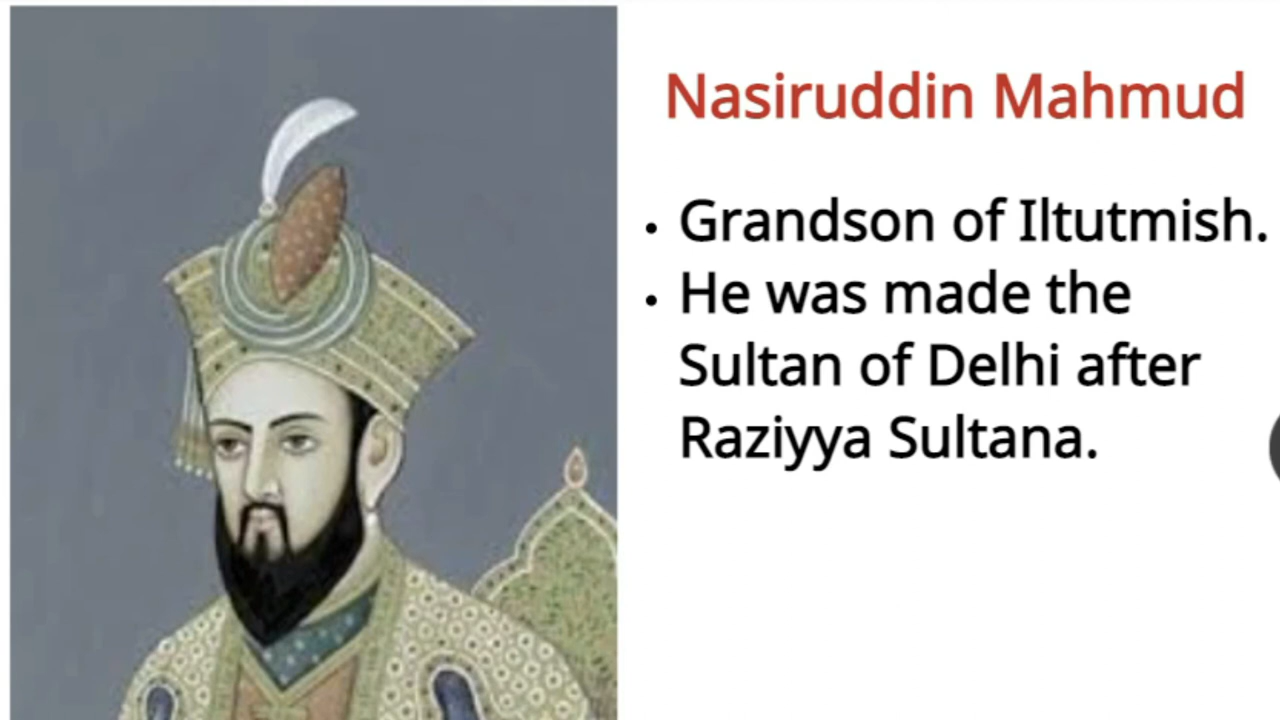 Nasiruddin Mahmud
• Grandson of Iltutmish.
• He was made the
Sultan of Delhi after
Raziyya Sultana.